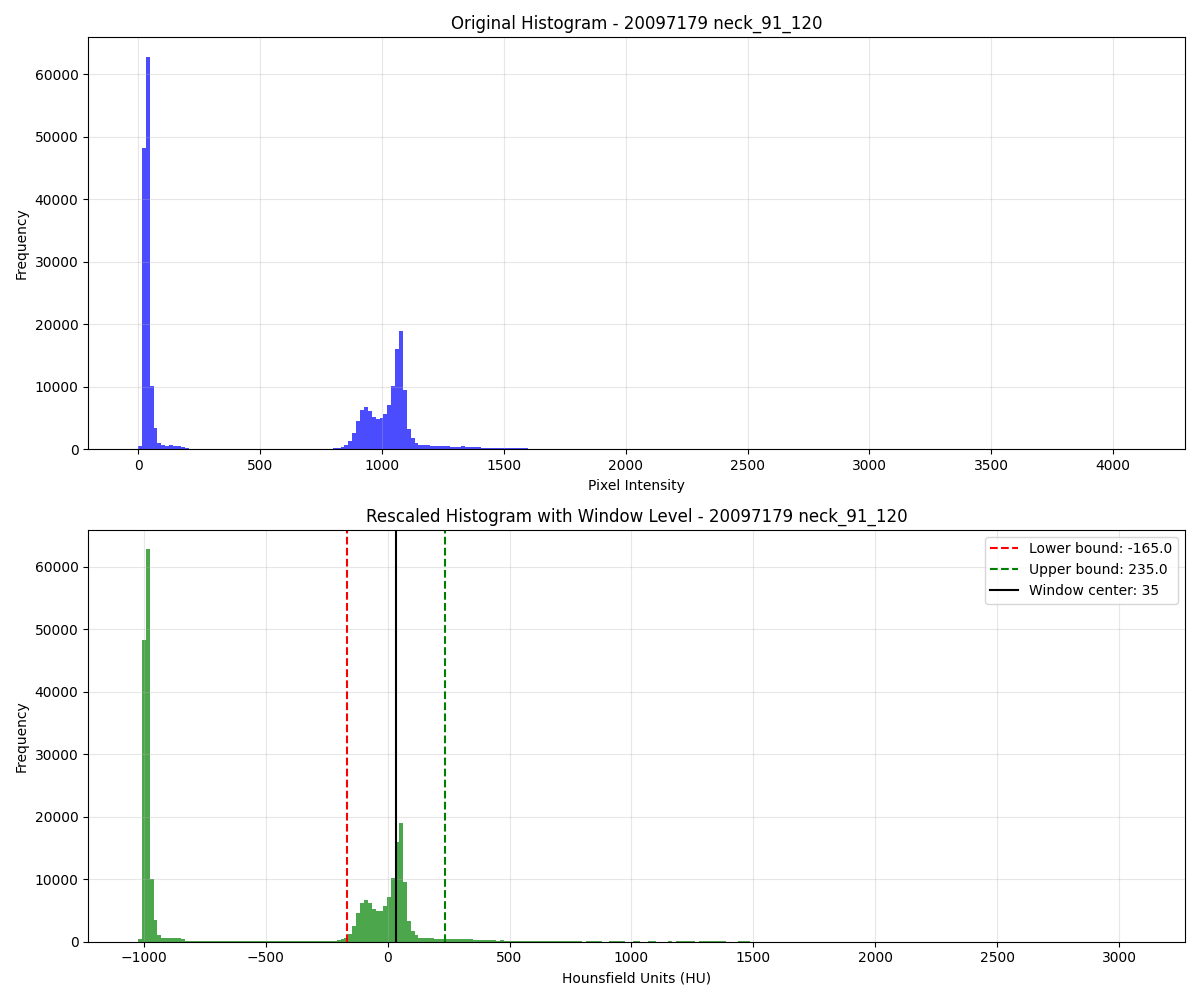 Original Histogram - 20097179 neck_91_120
60000
50000
40000
30000
20000
10000
0
Frequency
0 500 1000 1500 2000 2500 3000 3500 4000
Pixel Intensity
Rescaled Histogram with Window Level - 20097179 neck_91_120
Lower bound: -165.0
Upper bound: 235.0
Window center: 35
60000
50000
40000
30000
20000
10000
0
Frequency
−1000 −500 0 500 1000 1500 2000 2500 3000
Hounsfield Units (HU)